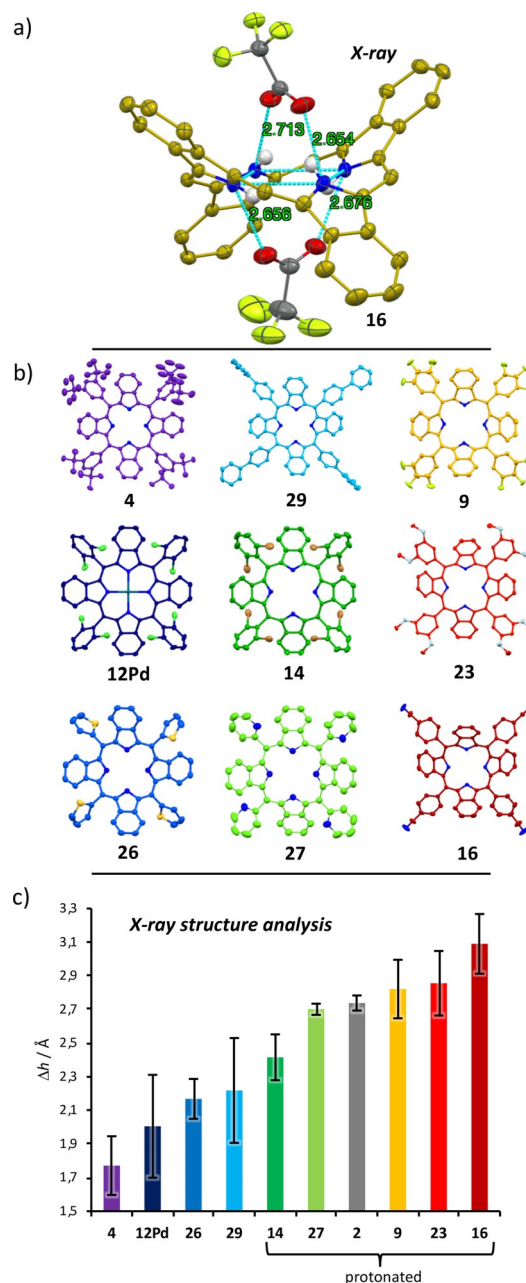 a)
X-ray
2.713
2.654
2.656
2.676
16
b)
4 29 9
12Pd 14 23
26 27 16
c)
X-ray structure analysis
Δh / Å
3,3
3,1
2,9
2,7
2,5
2,3
2,1
1,9
1,7
1,5
4 12Pd 26 29 14 27 2 9 23 16
protonated